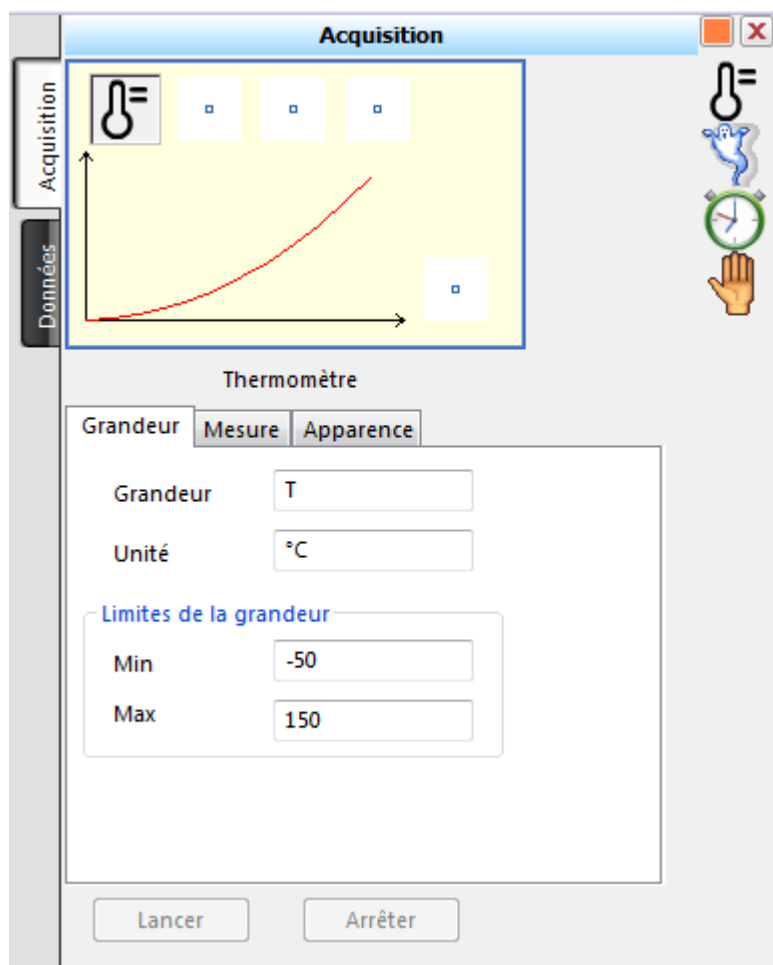 Acquisition
Acquisition
Données
Thermomètre
Grandeur Mesure Apparence
Grandeur T
Unité °C
Limites de la grandeur
Min -50
Max 150
Lancer Arrêter